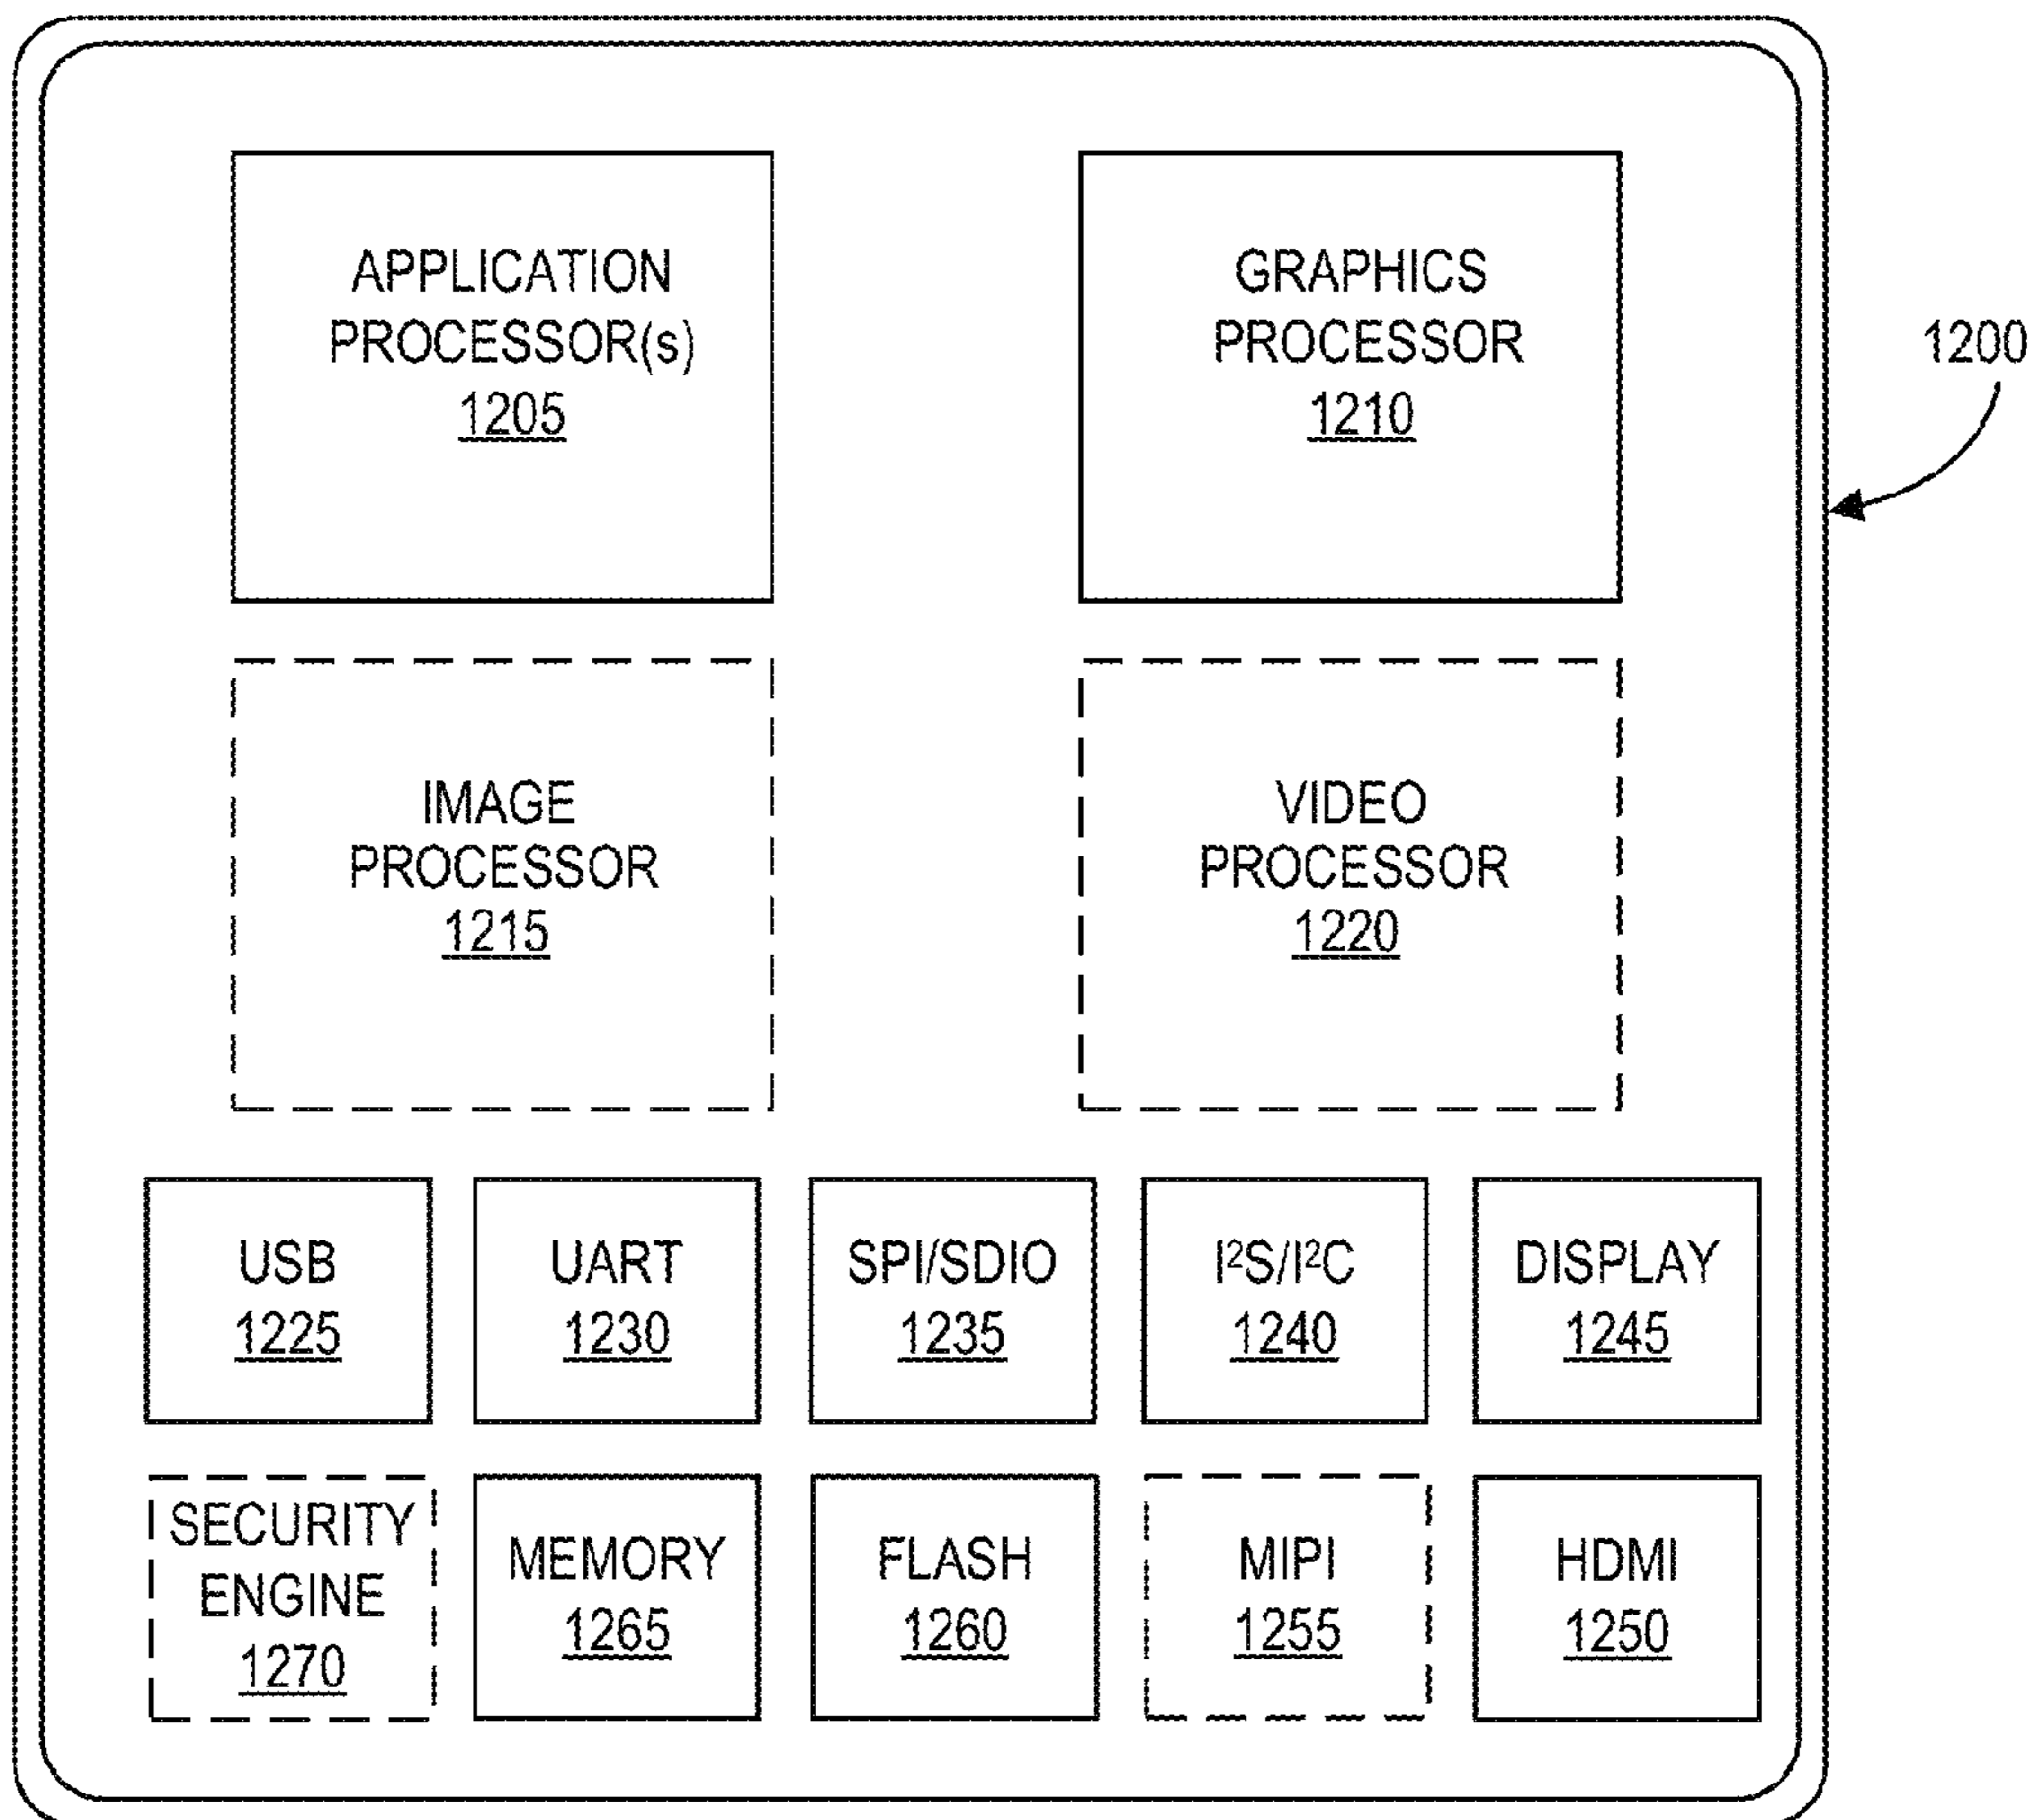 APPLICATION
PROCESSOR(s)
1205
GRAPHICS
PROCESSOR
1210
1200
IMAGE
PROCESSOR
1215
VIDEO
PROCESSOR
1220
USB
1225
UART
1230
SPI/SDIO
1235
I²S/I²C
1240
DISPLAY
1245
SECURITY
ENGINE
1270
MEMORY
1265
FLASH
1260
MIPI
1255
HDMI
1250